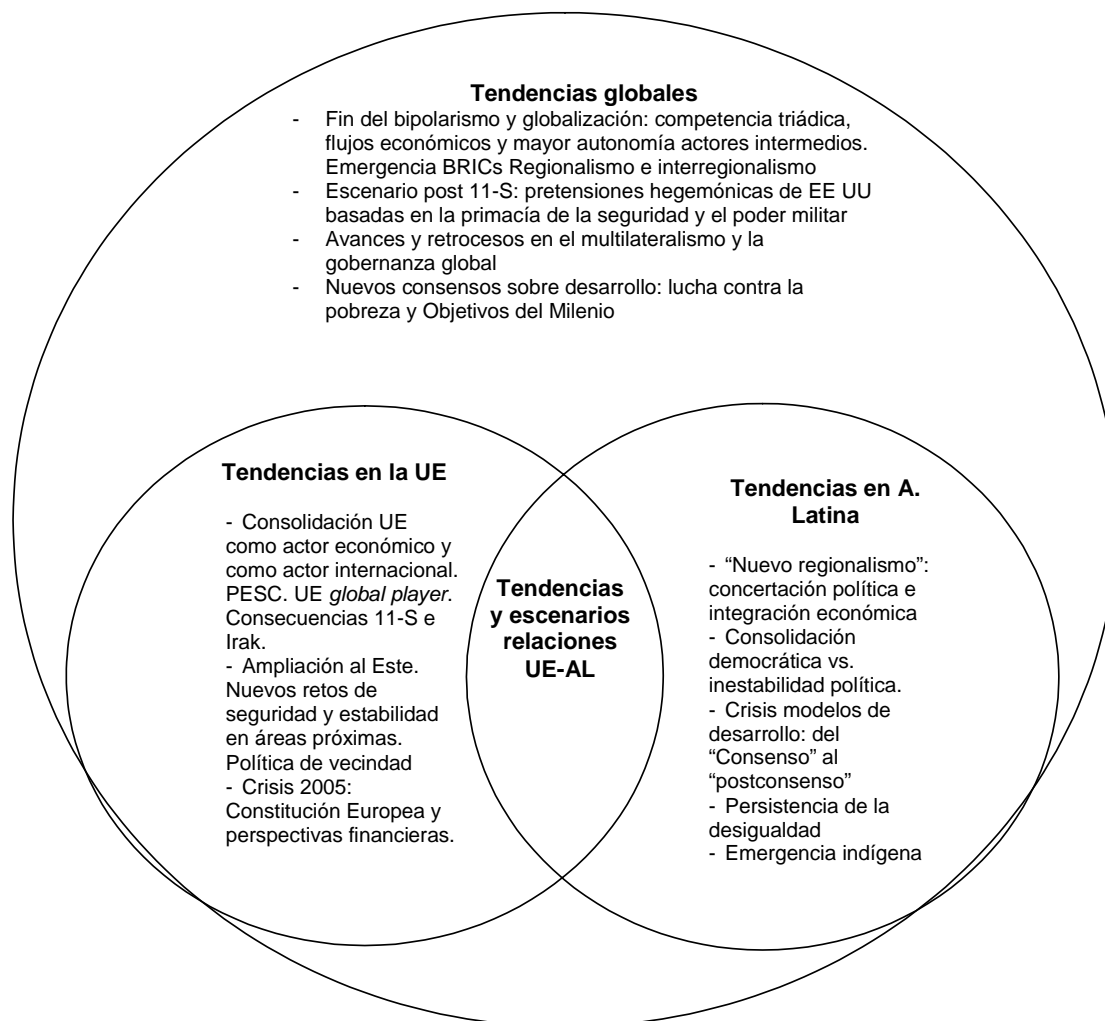 Tendencias globales
- Fin del bipolarismo y globalización: competencia triádica,
flujos económicos y mayor autonomía actores intermedios.
Emergencia BRICs Regionalismo e interregionalismo
- Escenario post 11-S: pretensiones hegemónicas de EE UU
basadas en la primacía de la seguridad y el poder militar
- Avances y retrocesos en el multilateralismo y la
gobernanza global
- Nuevos consensos sobre desarrollo: lucha contra la
pobreza y Objetivos del Milenio
Tendencias en la UE
- Consolidación UE
como actor económico y
como actor internacional.
PESC. UE global player.
Consecuencias 11-S e
Irak.
- Ampliación al Este.
Nuevos retos de
seguridad y estabilidad
en áreas próximas.
Política de vecindad
- Crisis 2005:
Constitución Europea y
perspectivas financieras.
Tendencias
y escenarios
relaciones
UE-AL
Tendencias en A.
Latina
- “Nuevo regionalismo”:
concertación política e
integración económica
- Consolidación
democrática vs.
inestabilidad política.
- Crisis modelos de
desarrollo: del
“Consenso” al
“postconsenso”
- Persistencia de la
desigualdad
- Emergencia indígena